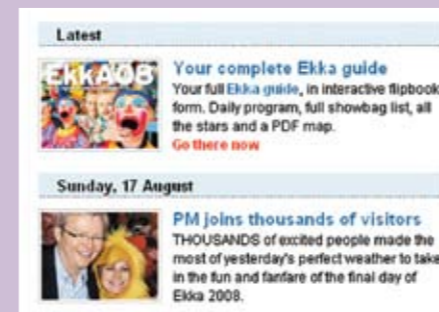 Latest
EKKA08
Your complete Ekka guide
Your full Ekka guide, in interactive flipbook
form. Daily program, full showbag list, all
the stars and a PDF map.
Go there now
Sunday, 17 August
PM joins thousands of visitors
THOUSANDS of excited people made the
most of yesterday's perfect weather to take
in the fun and fanfare of the final day of
Ekka 2008.